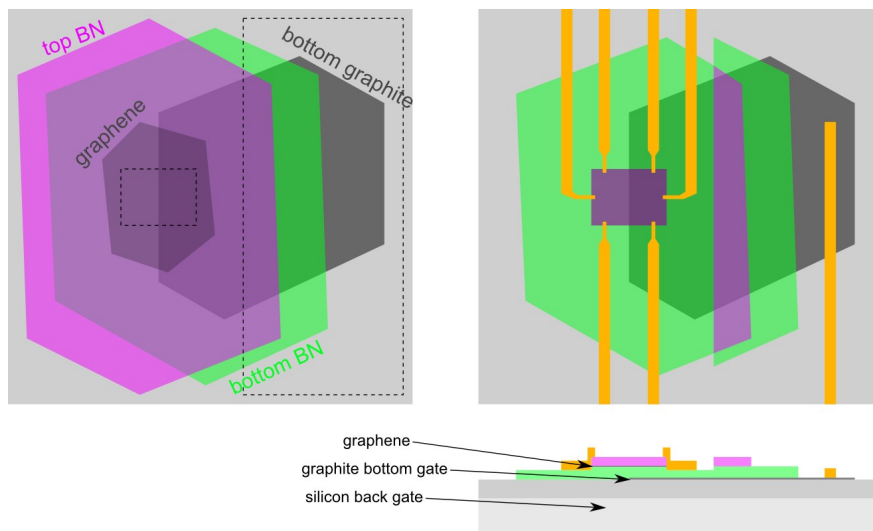 top BN
bottom graphite
graphene
bottom BN
graphene
graphite bottom gate
silicon back gate